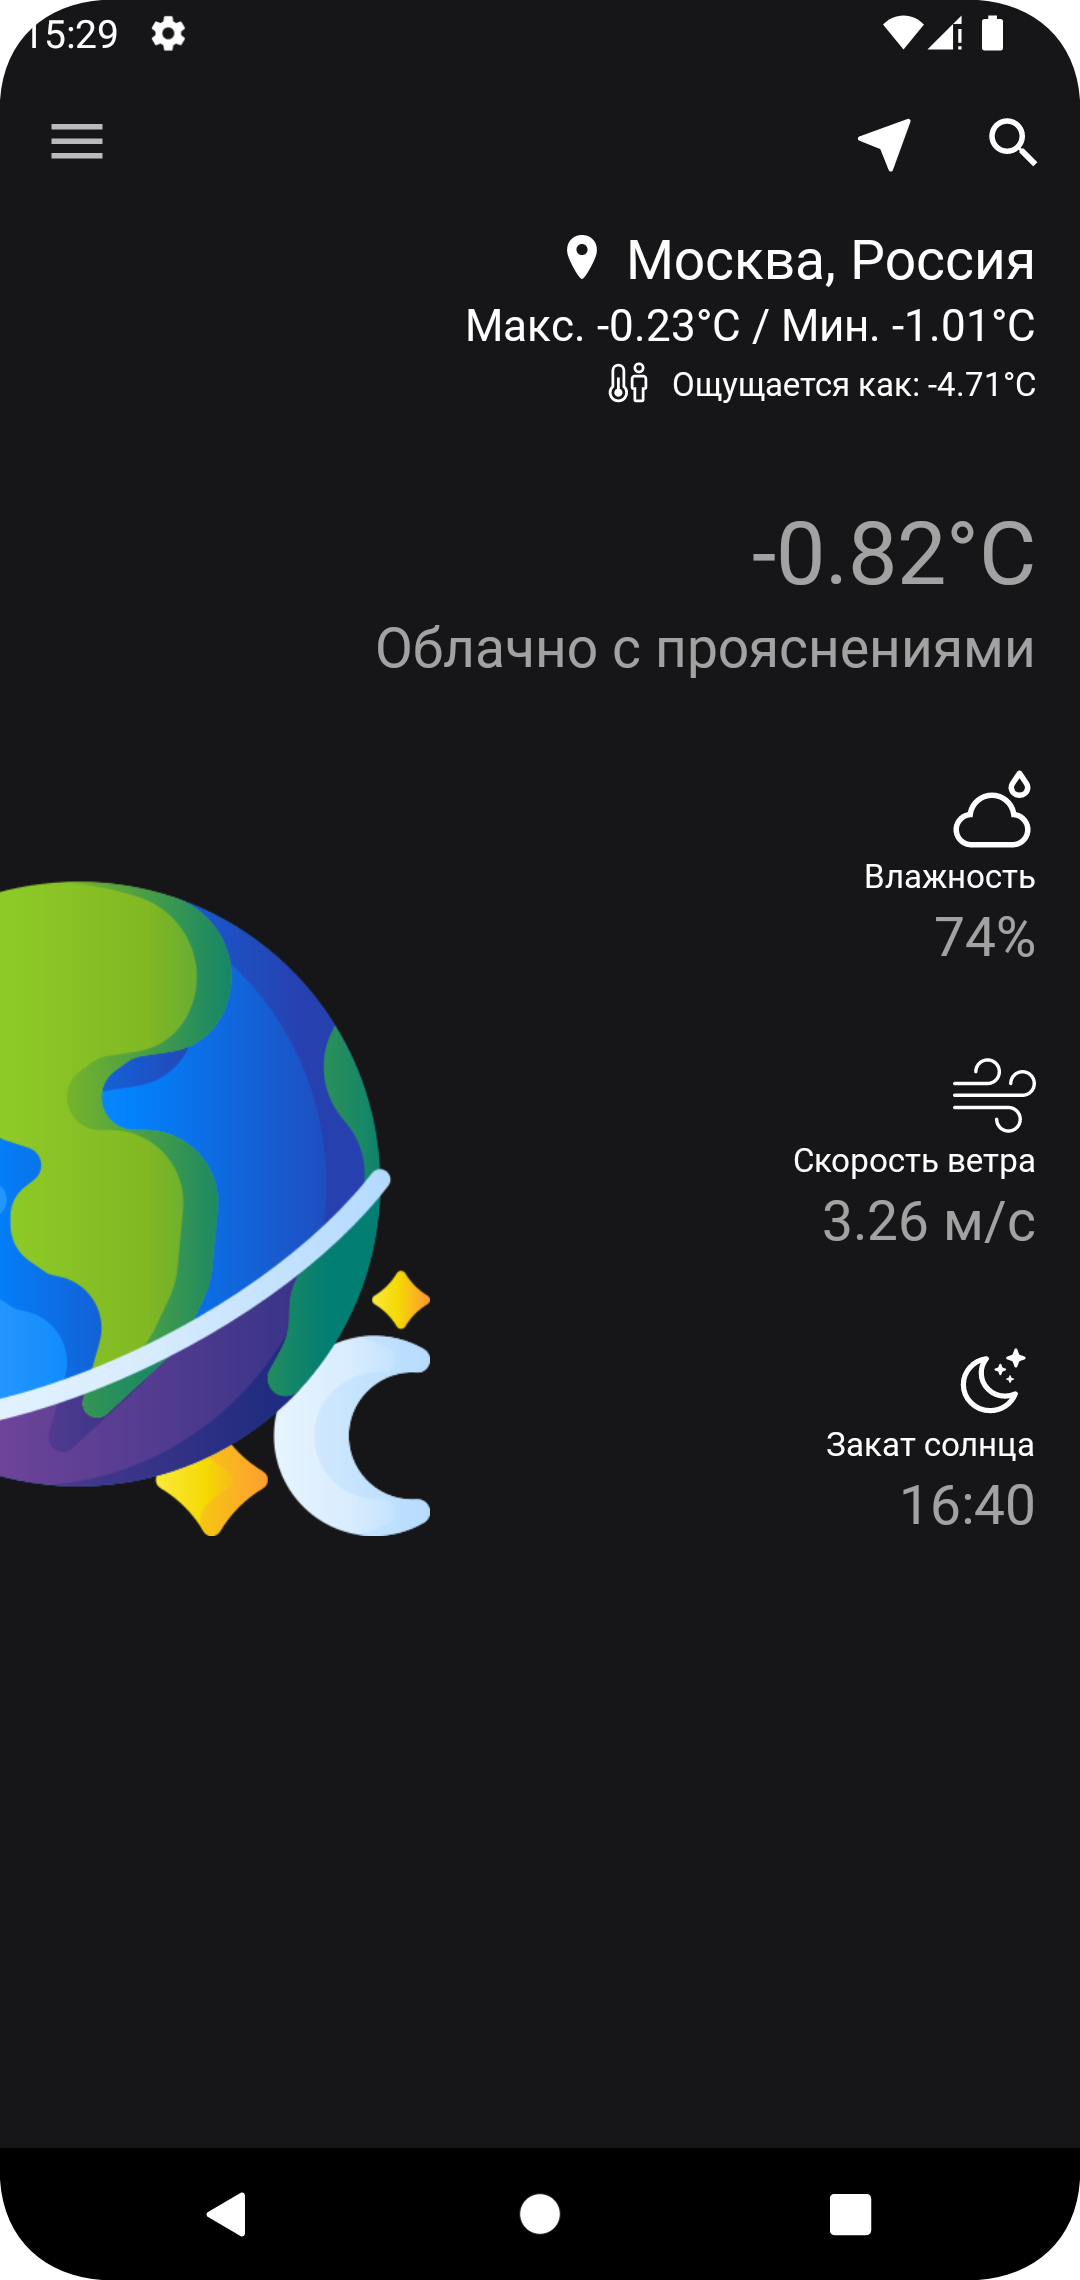 15:29
Москва, Россия
Макс. -0.23°C / Мин. -1.01°C
Ощущается как: -4.71°C
-0.82°C
Облачно с прояснениями
Влажность
74%
Скорость ветра
3.26 м/с
Закат солнца
16:40